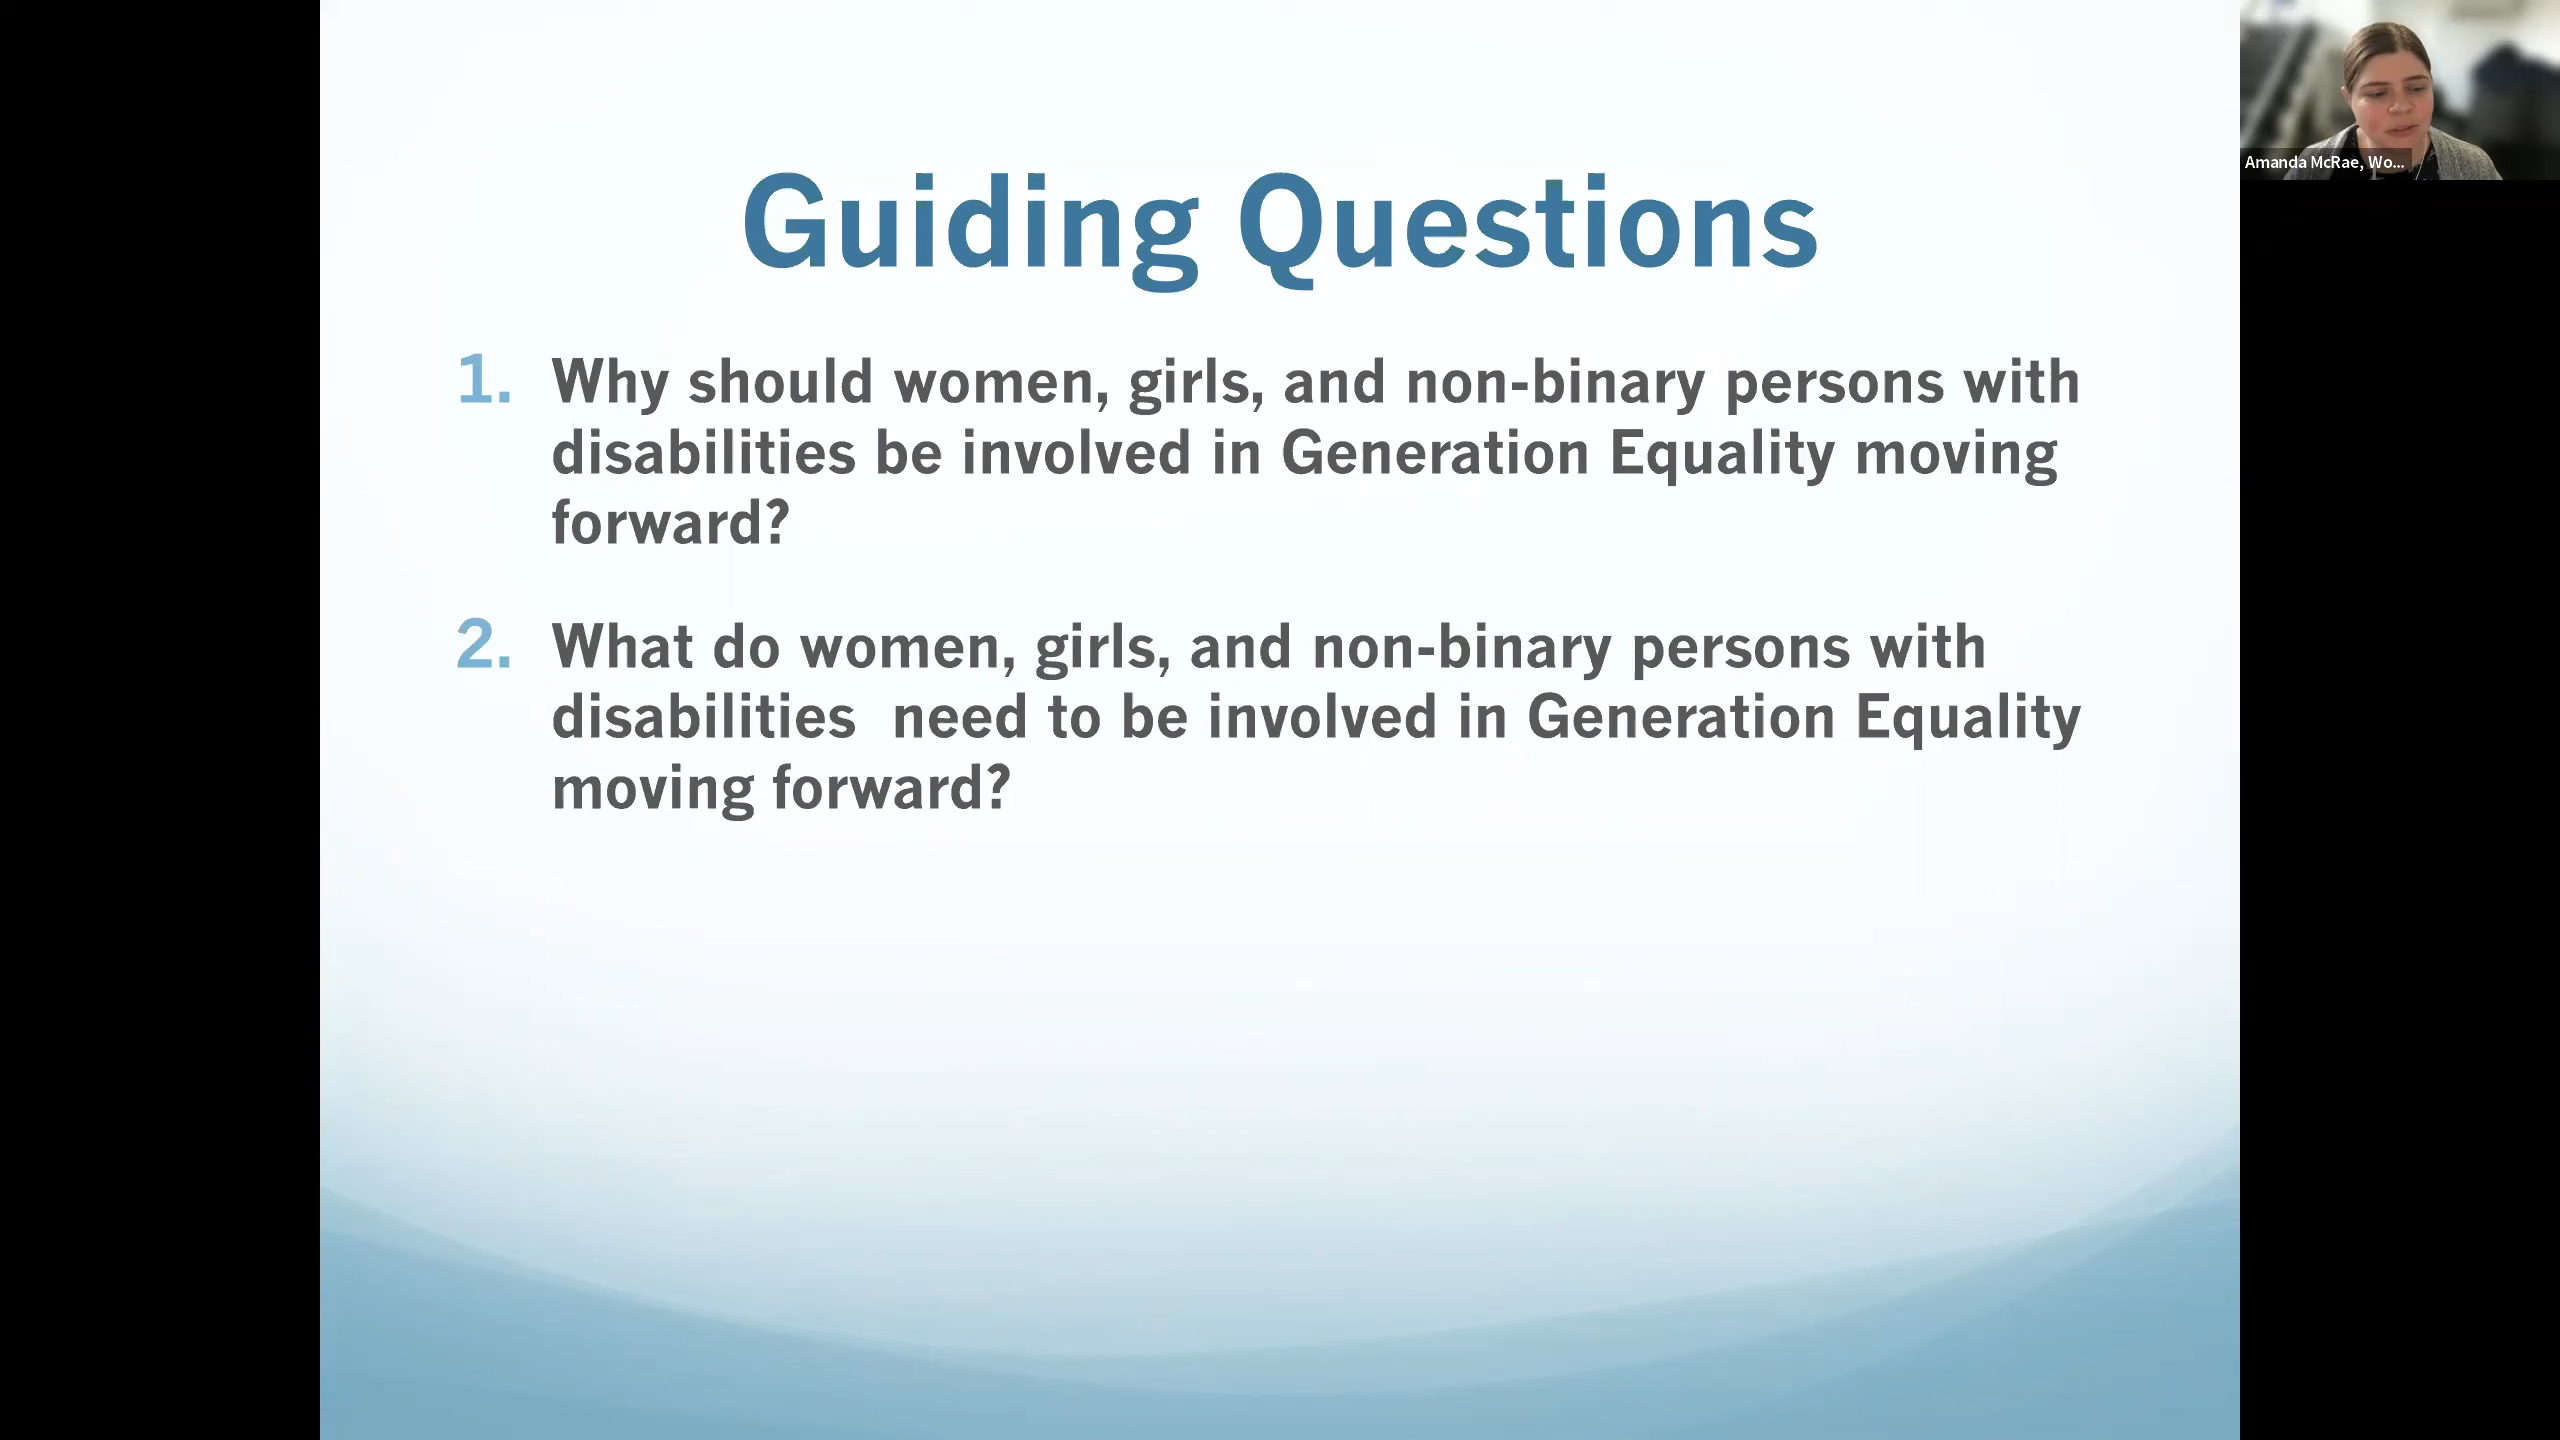 Guiding Questions
1. Why should women, girls, and non-binary persons with
disabilities be involved in Generation Equality moving
forward?
2. What do women, girls, and non-binary persons with
disabilities  need to be involved in Generation Equality
moving forward?
Amanda McRae, Wo...